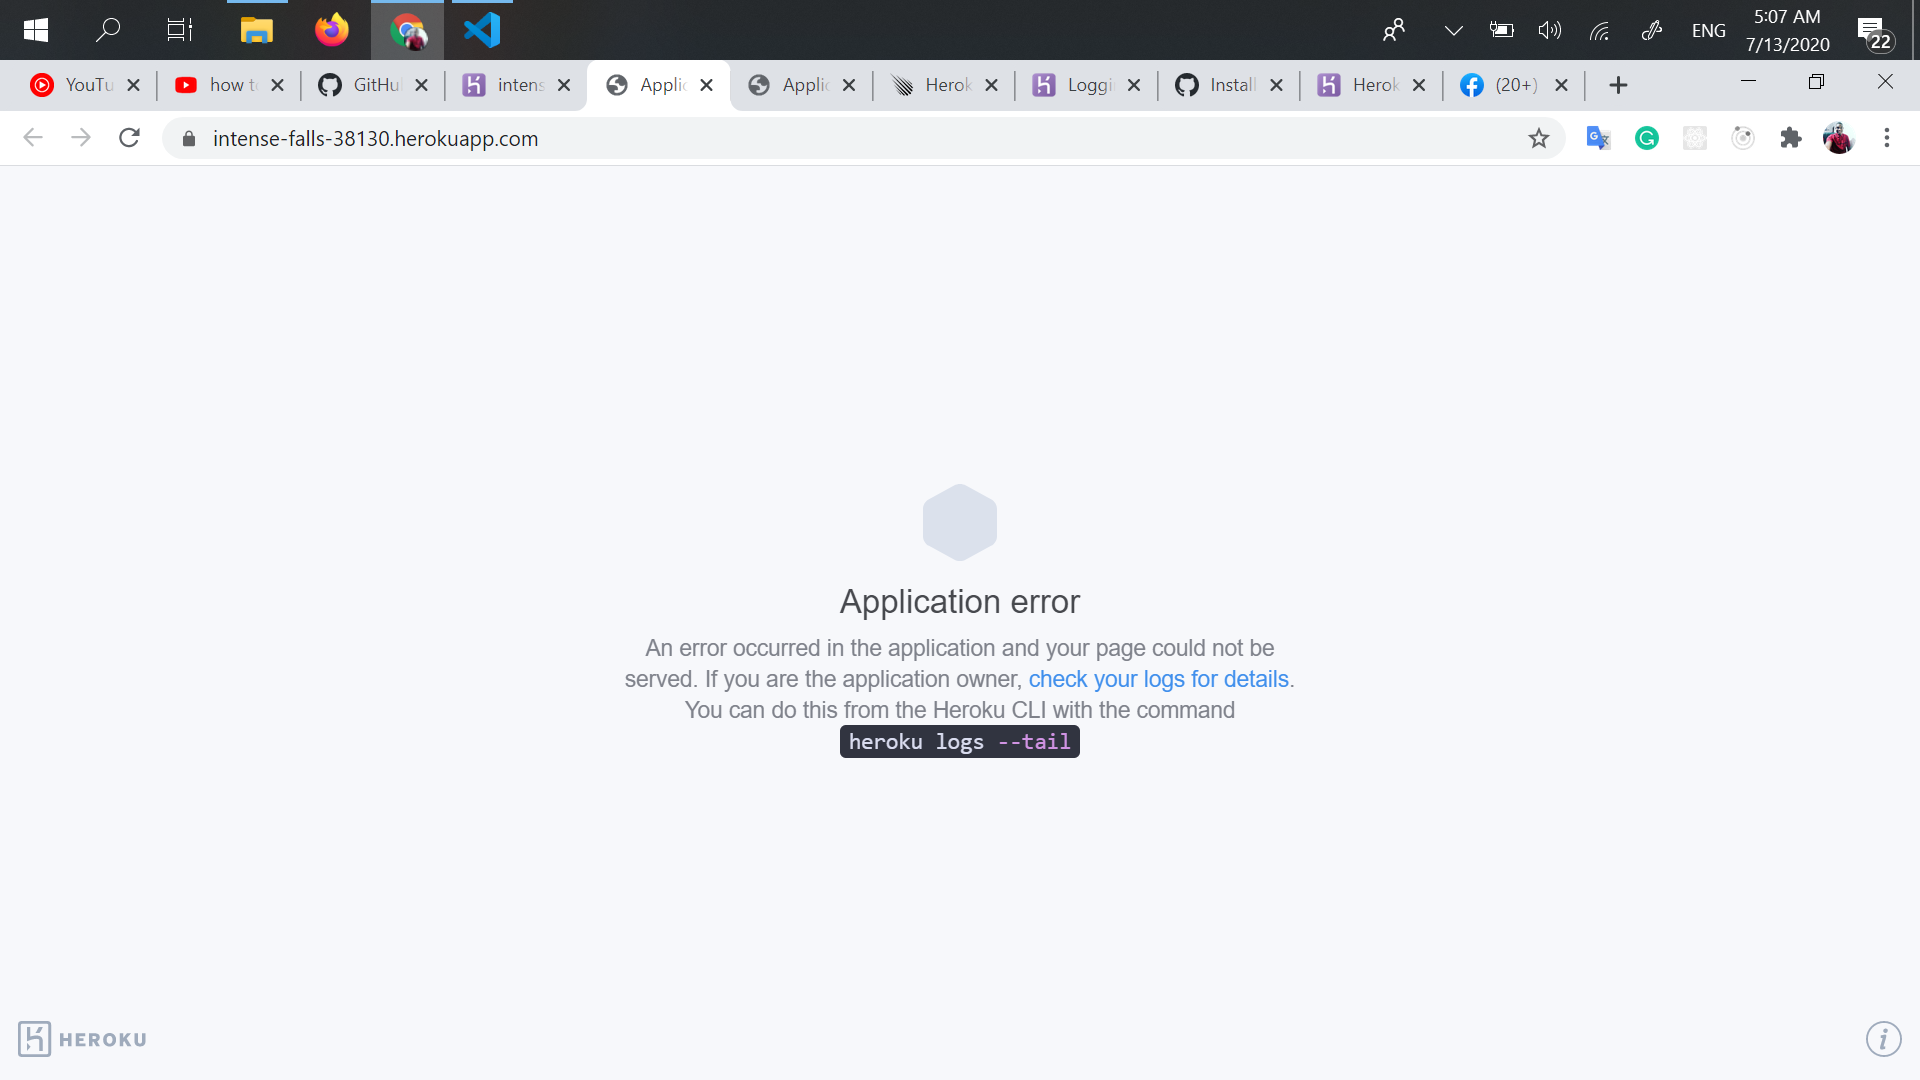 ENG
5:07 AM
7/13/2020
22
YouTu
how to
GitHu
intens
Applic
Applic
Herok
Loggi
Install
Herok
(20+)
intense-falls-38130.herokuapp.com
Application error
An error occurred in the application and your page could not be
served. If you are the application owner, check your logs for details.
You can do this from the Heroku CLI with the command
heroku logs --tail
HEROKU